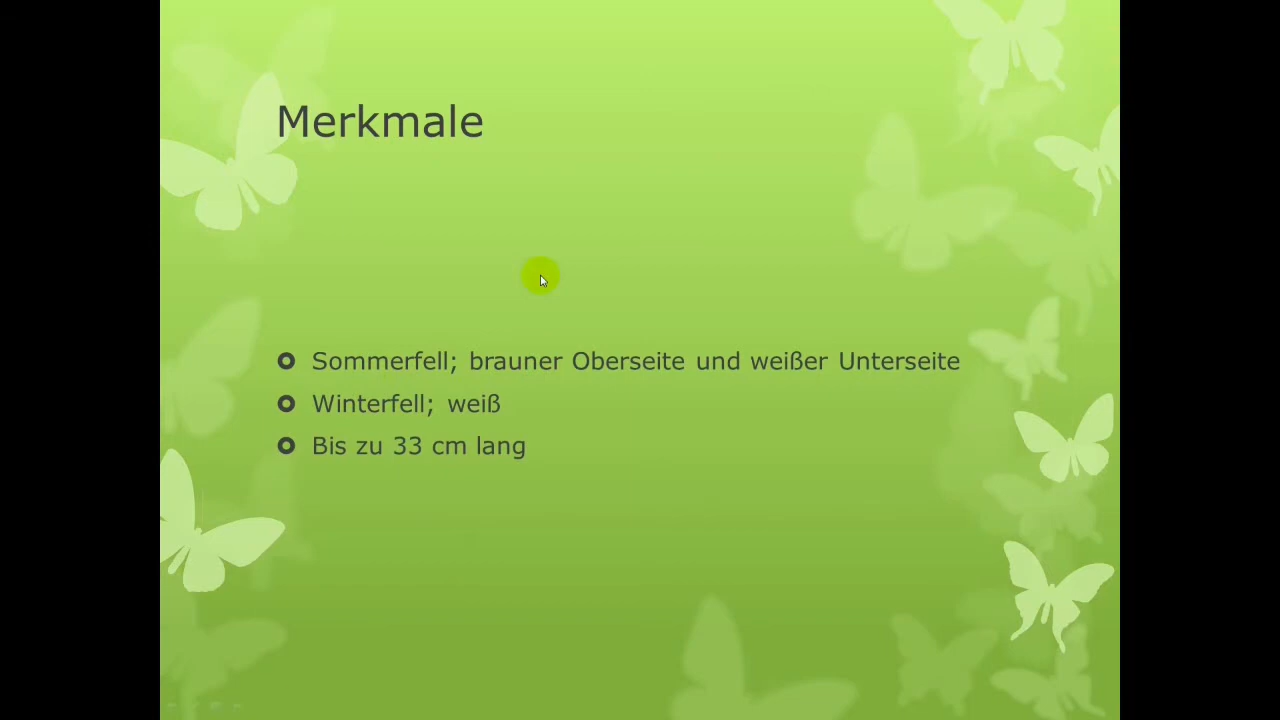 Merkmale
Sommerfell; brauner Oberseite und weißer Unterseite
Winterfell; weiß
Bis zu 33 cm lang